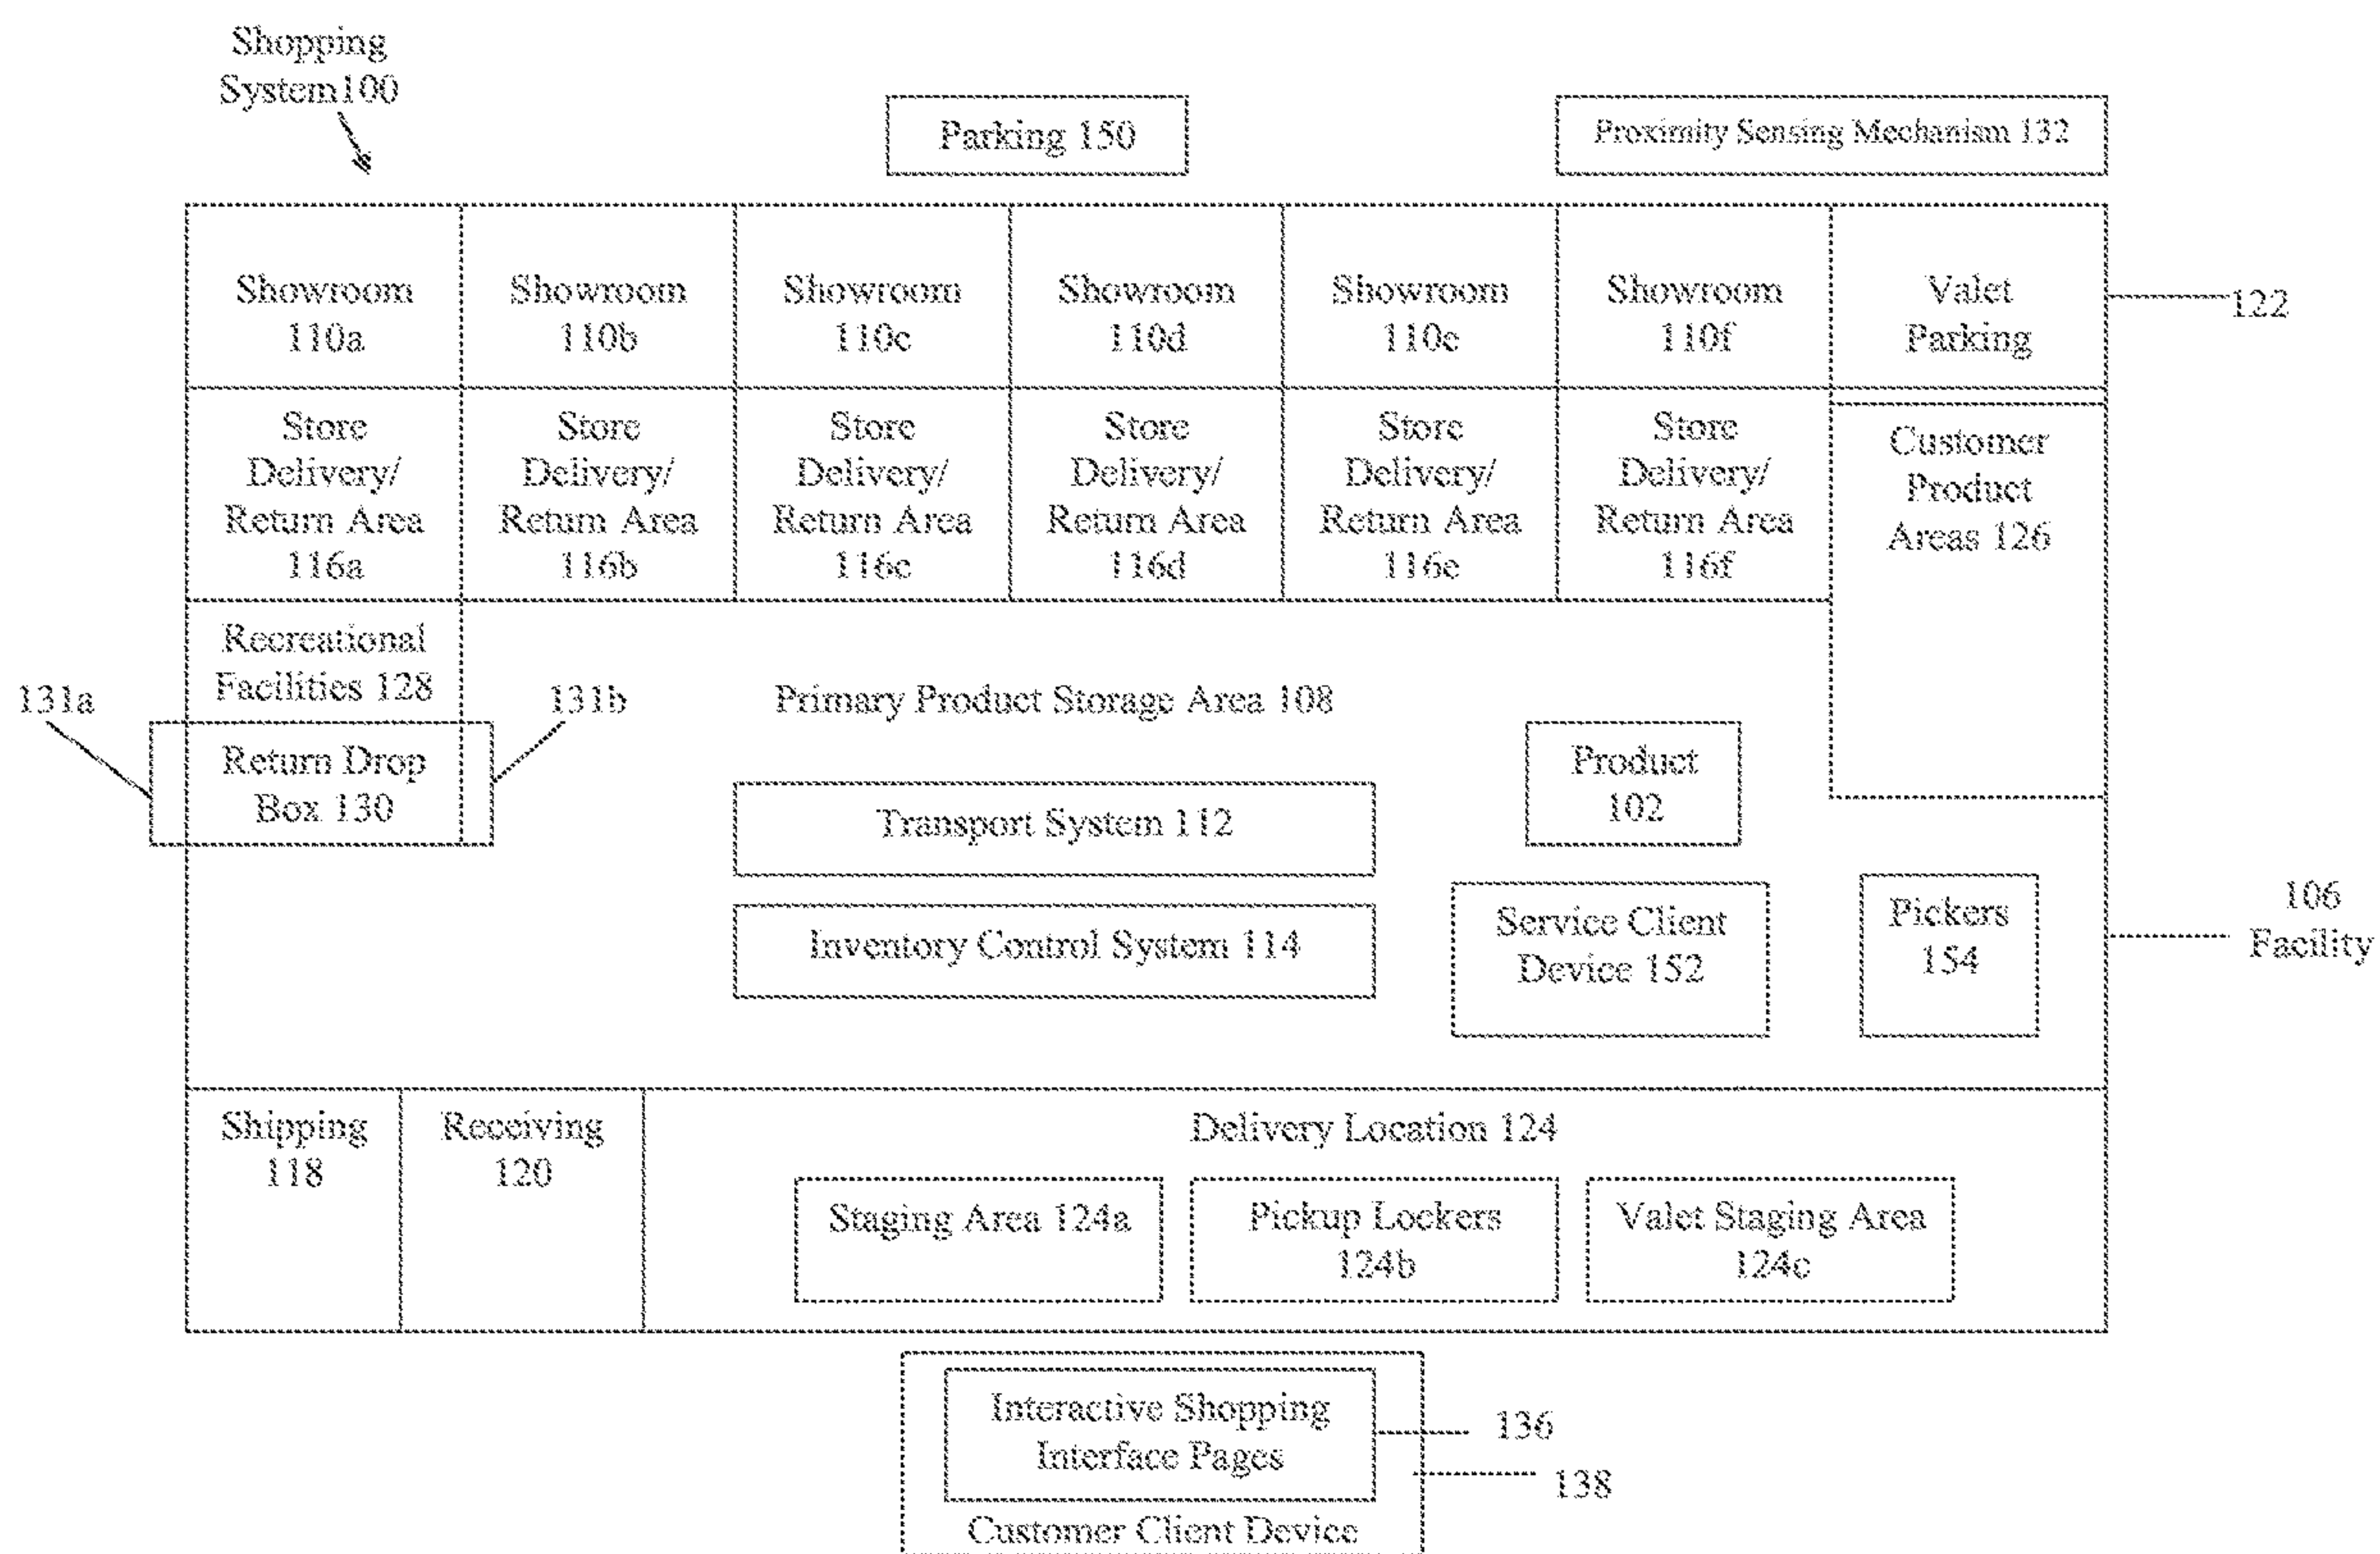 Shopping
System100
Parking 150
Proximity Sensing Mechanism 132
Showroom
110a
Showroom
110b
Showroom
110c
Showroom
110d
Showroom
110e
Showroom
110f
Valet
Parking
122
Store
Delivery/
Return Area
116a
Store
Delivery/
Return Area
116b
Store
Delivery/
Return Area
116c
Store
Delivery/
Return Area
116d
Store
Delivery/
Return Area
116e
Store
Delivery/
Return Area
116f
Customer
Product
Areas 126
Recreational
Facilities 128
131a
131b
Primary Product Storage Area 108
Return Drop
Box 130
Product
102
Transport System 112
Inventory Control System 114
Service Client
Device 152
Pickers
154
106
Facility
Shipping
118
Receiving
120
Delivery Location 124
Staging Area 124a
Pickup Lockers
124b
Valet Staging Area
124c
Interactive Shopping
Interface Pages
136
138
Customer Client Device